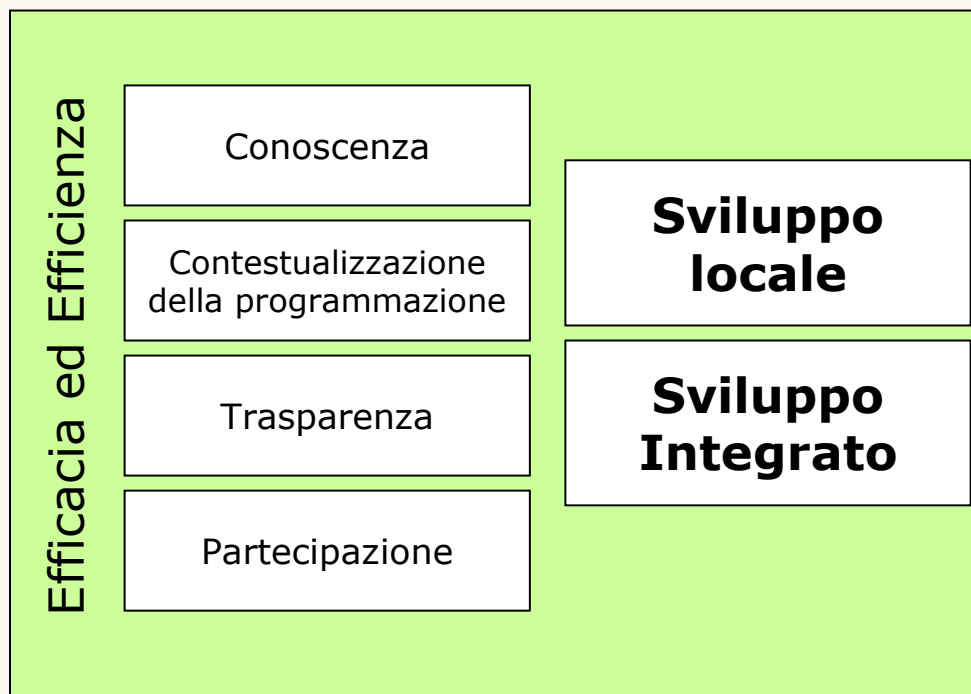 Efficacia ed Efficienza
Conoscenza
Contestualizzazione
della programmazione
Trasparenza
Partecipazione
Sviluppo
locale
Sviluppo
Integrato